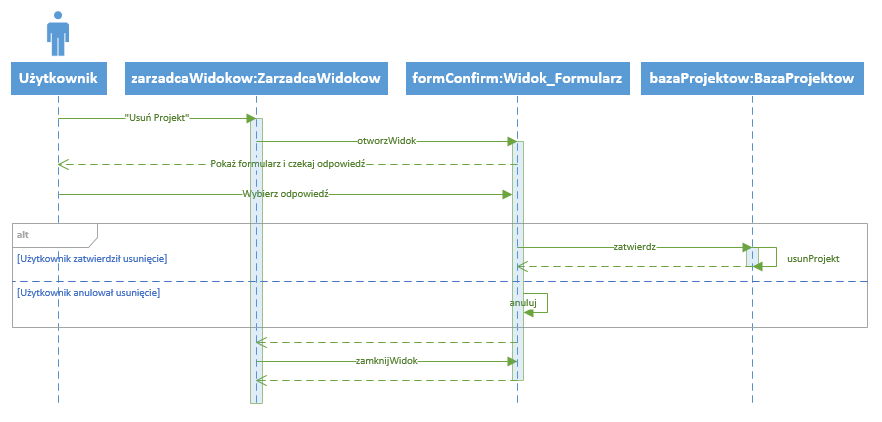 Użytkownik
zarzadcaWidokow:ZarzadcaWidokow
formConfirm:Widok_Formularz
bazaProjektow:BazaProjektow
"Usuń Projekt"
otworzWidok
Pokaż formularz i czekaj odpowiedź
Wybierz odpowiedź
alt
zatwierdz
[Użytkownik zatwierdził usunięcie]
usunProjekt
[Użytkownik anulował usunięcie]
anuluj
zamknijWidok